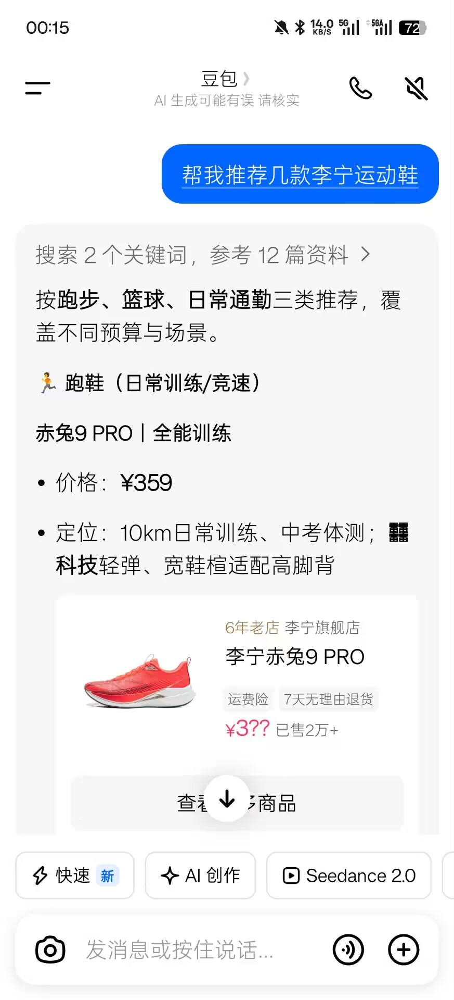 00:15
14.0 KB/S 5G 5GA 72
豆包
AI 生成可能有误 请核实
帮我推荐几款李宁运动鞋
搜索 2 个关键词，参考 12 篇资料
按跑步、篮球、日常通勤三类推荐，覆
盖不同预算与场景。
跑鞋（日常训练/竞速）
赤兔9 PRO｜全能训练
价格：¥359
定位：10km日常训练、中考体测；䨻
科技轻弹、宽鞋楦适配高脚背
6年老店 李宁旗舰店
李宁赤兔9 PRO
运费险 7天无理由退货
¥3?? 已售2万+
查 商品
快速 新
AI 创作
Seedance 2.0
发消息或按住说话...